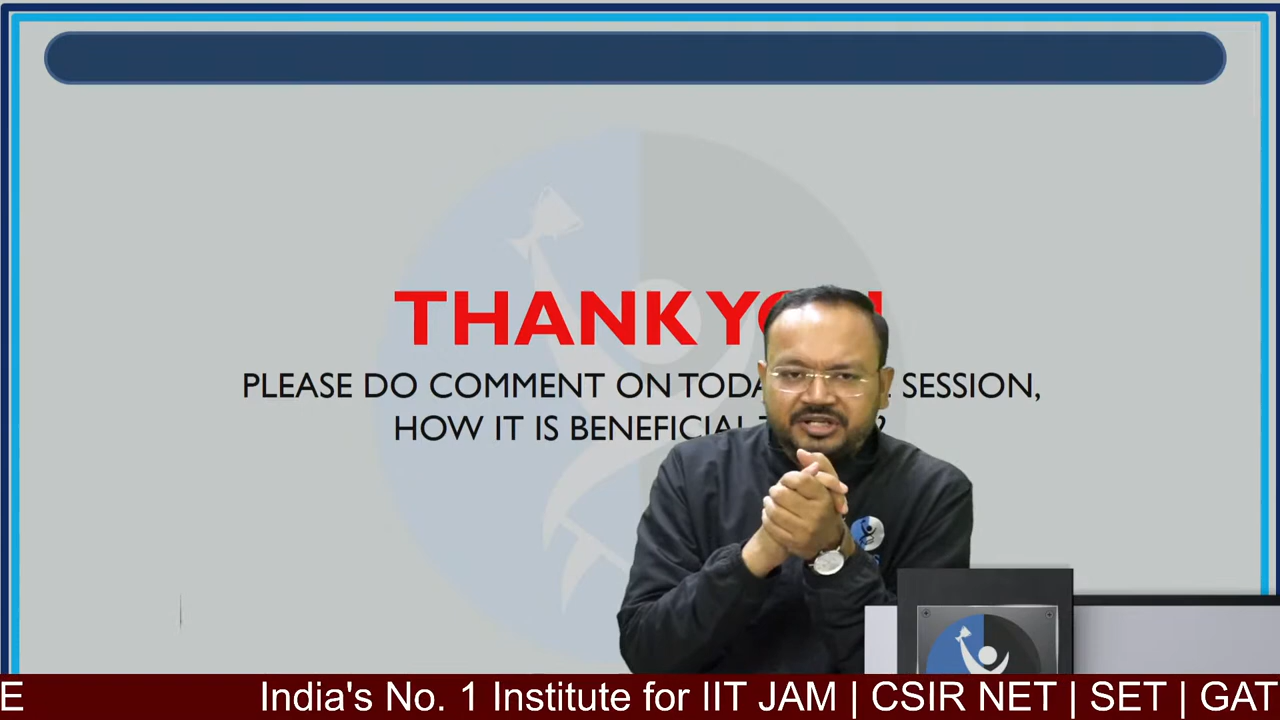 THANK YO
PLEASE DO COMMENT ON TODA SESSION,
HOW IT IS BENEFICIAL ?
E India's No. 1 Institute for IIT JAM | CSIR NET | SET | GAT